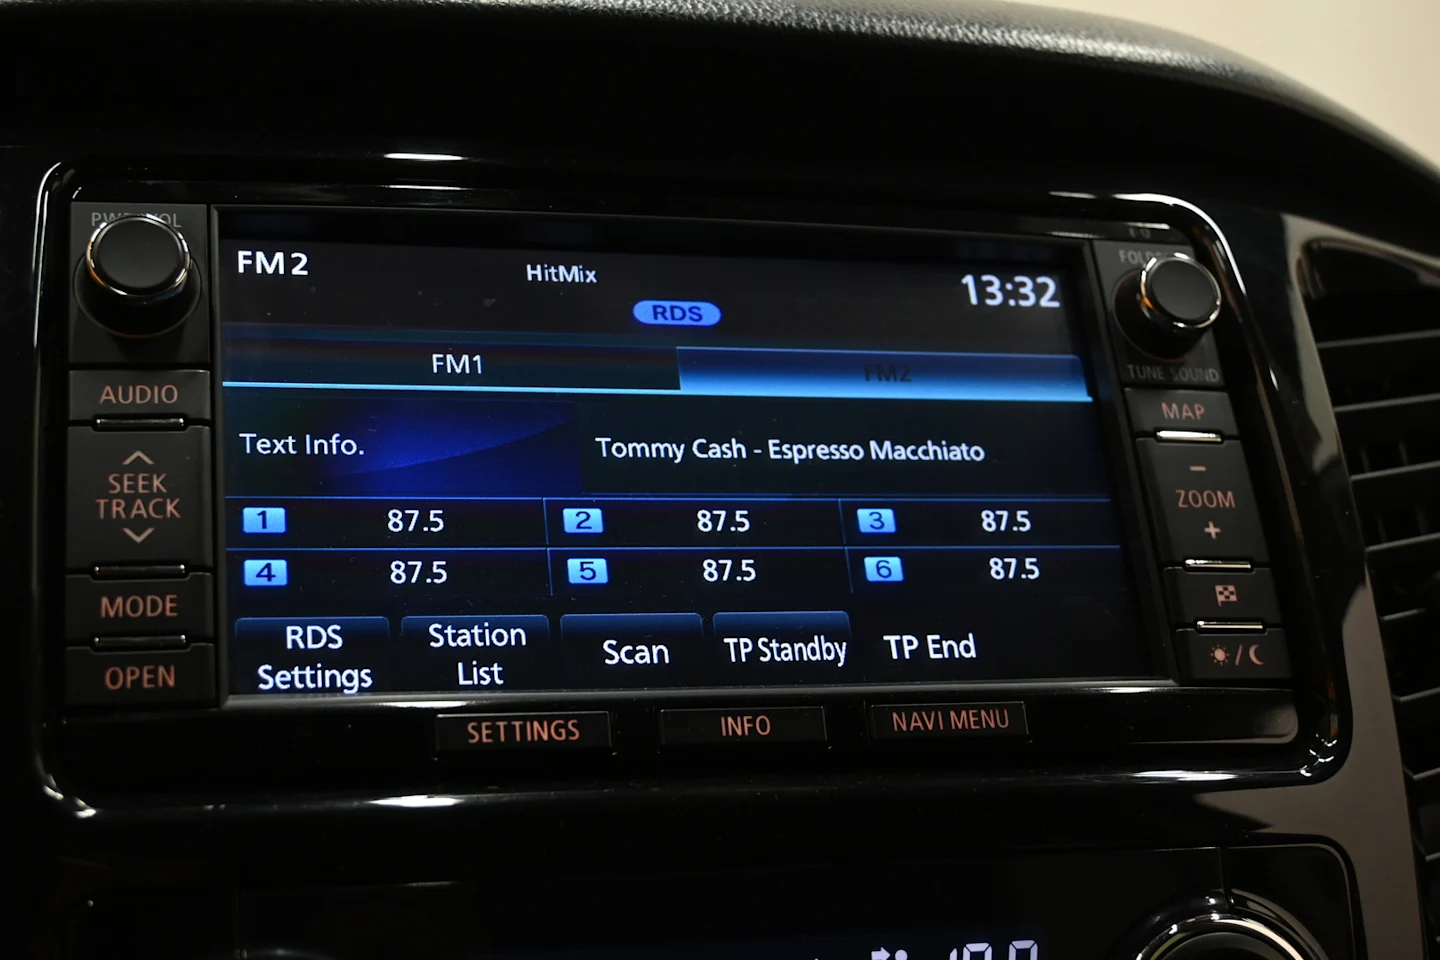 PWR/VOL
FM2
HitMix
RDS
13:32
FM1
FM2
Text Info.
Tommy Cash - Espresso Macchiato
1 87.5
2 87.5
3 87.5
4 87.5
5 87.5
6 87.5
RDS
Settings
Station
List
Scan
TP Standby
TP End
AUDIO
SEEK
TRACK
MODE
OPEN
TUNE SOUND
MAP
ZOOM
SETTINGS
INFO
NAVI MENU